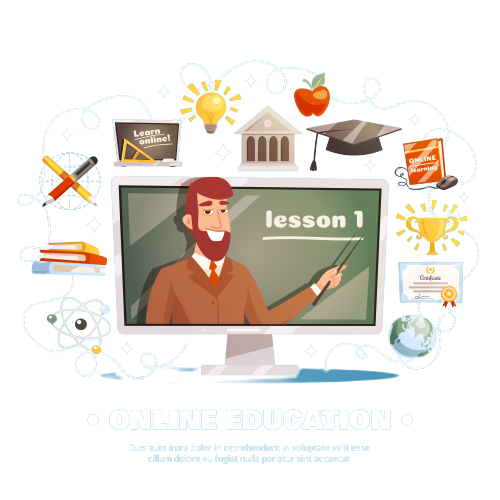 Learn
online!
ONLINE
learning
lesson 1
Certificate
• ONLINE EDUCATION •
Duis aute irure dolor in reprehenderit in voluptate velit esse
cillum dolore eu fugiat nulla pariatur sint occaecat